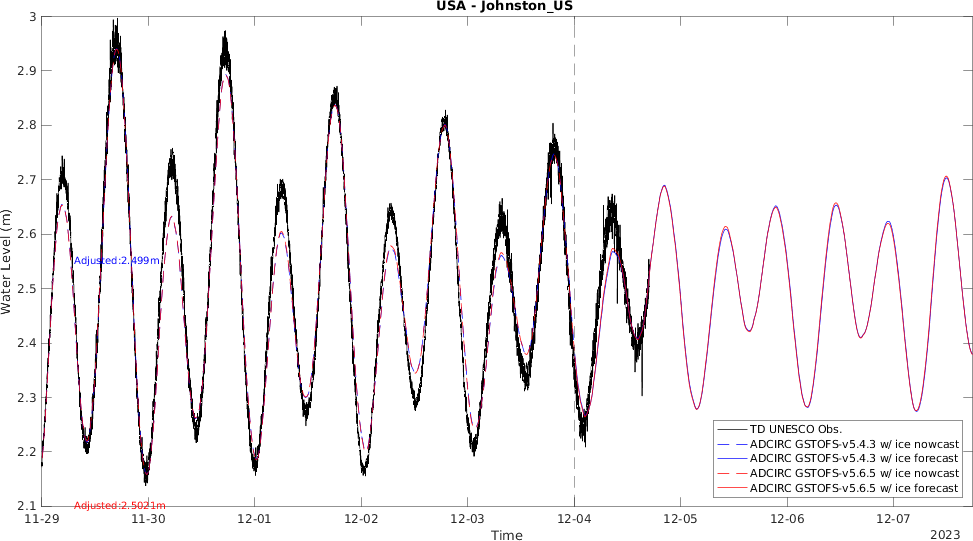 USA - Johnston_US
3
2.9
2.8
2.7
2.6
2.5
2.4
2.3
2.2
2.1
Water Level (m)
Adjusted:2.499m
Adjusted:2.5021m
TD UNESCO Obs.
ADCIRC GSTOFS-v5.4.3 w/ ice nowcast
ADCIRC GSTOFS-v5.4.3 w/ ice forecast
ADCIRC GSTOFS-v5.6.5 w/ ice nowcast
ADCIRC GSTOFS-v5.6.5 w/ ice forecast
11-29 11-30 12-01 12-02 12-03 12-04 12-05 12-06 12-07
Time
2023